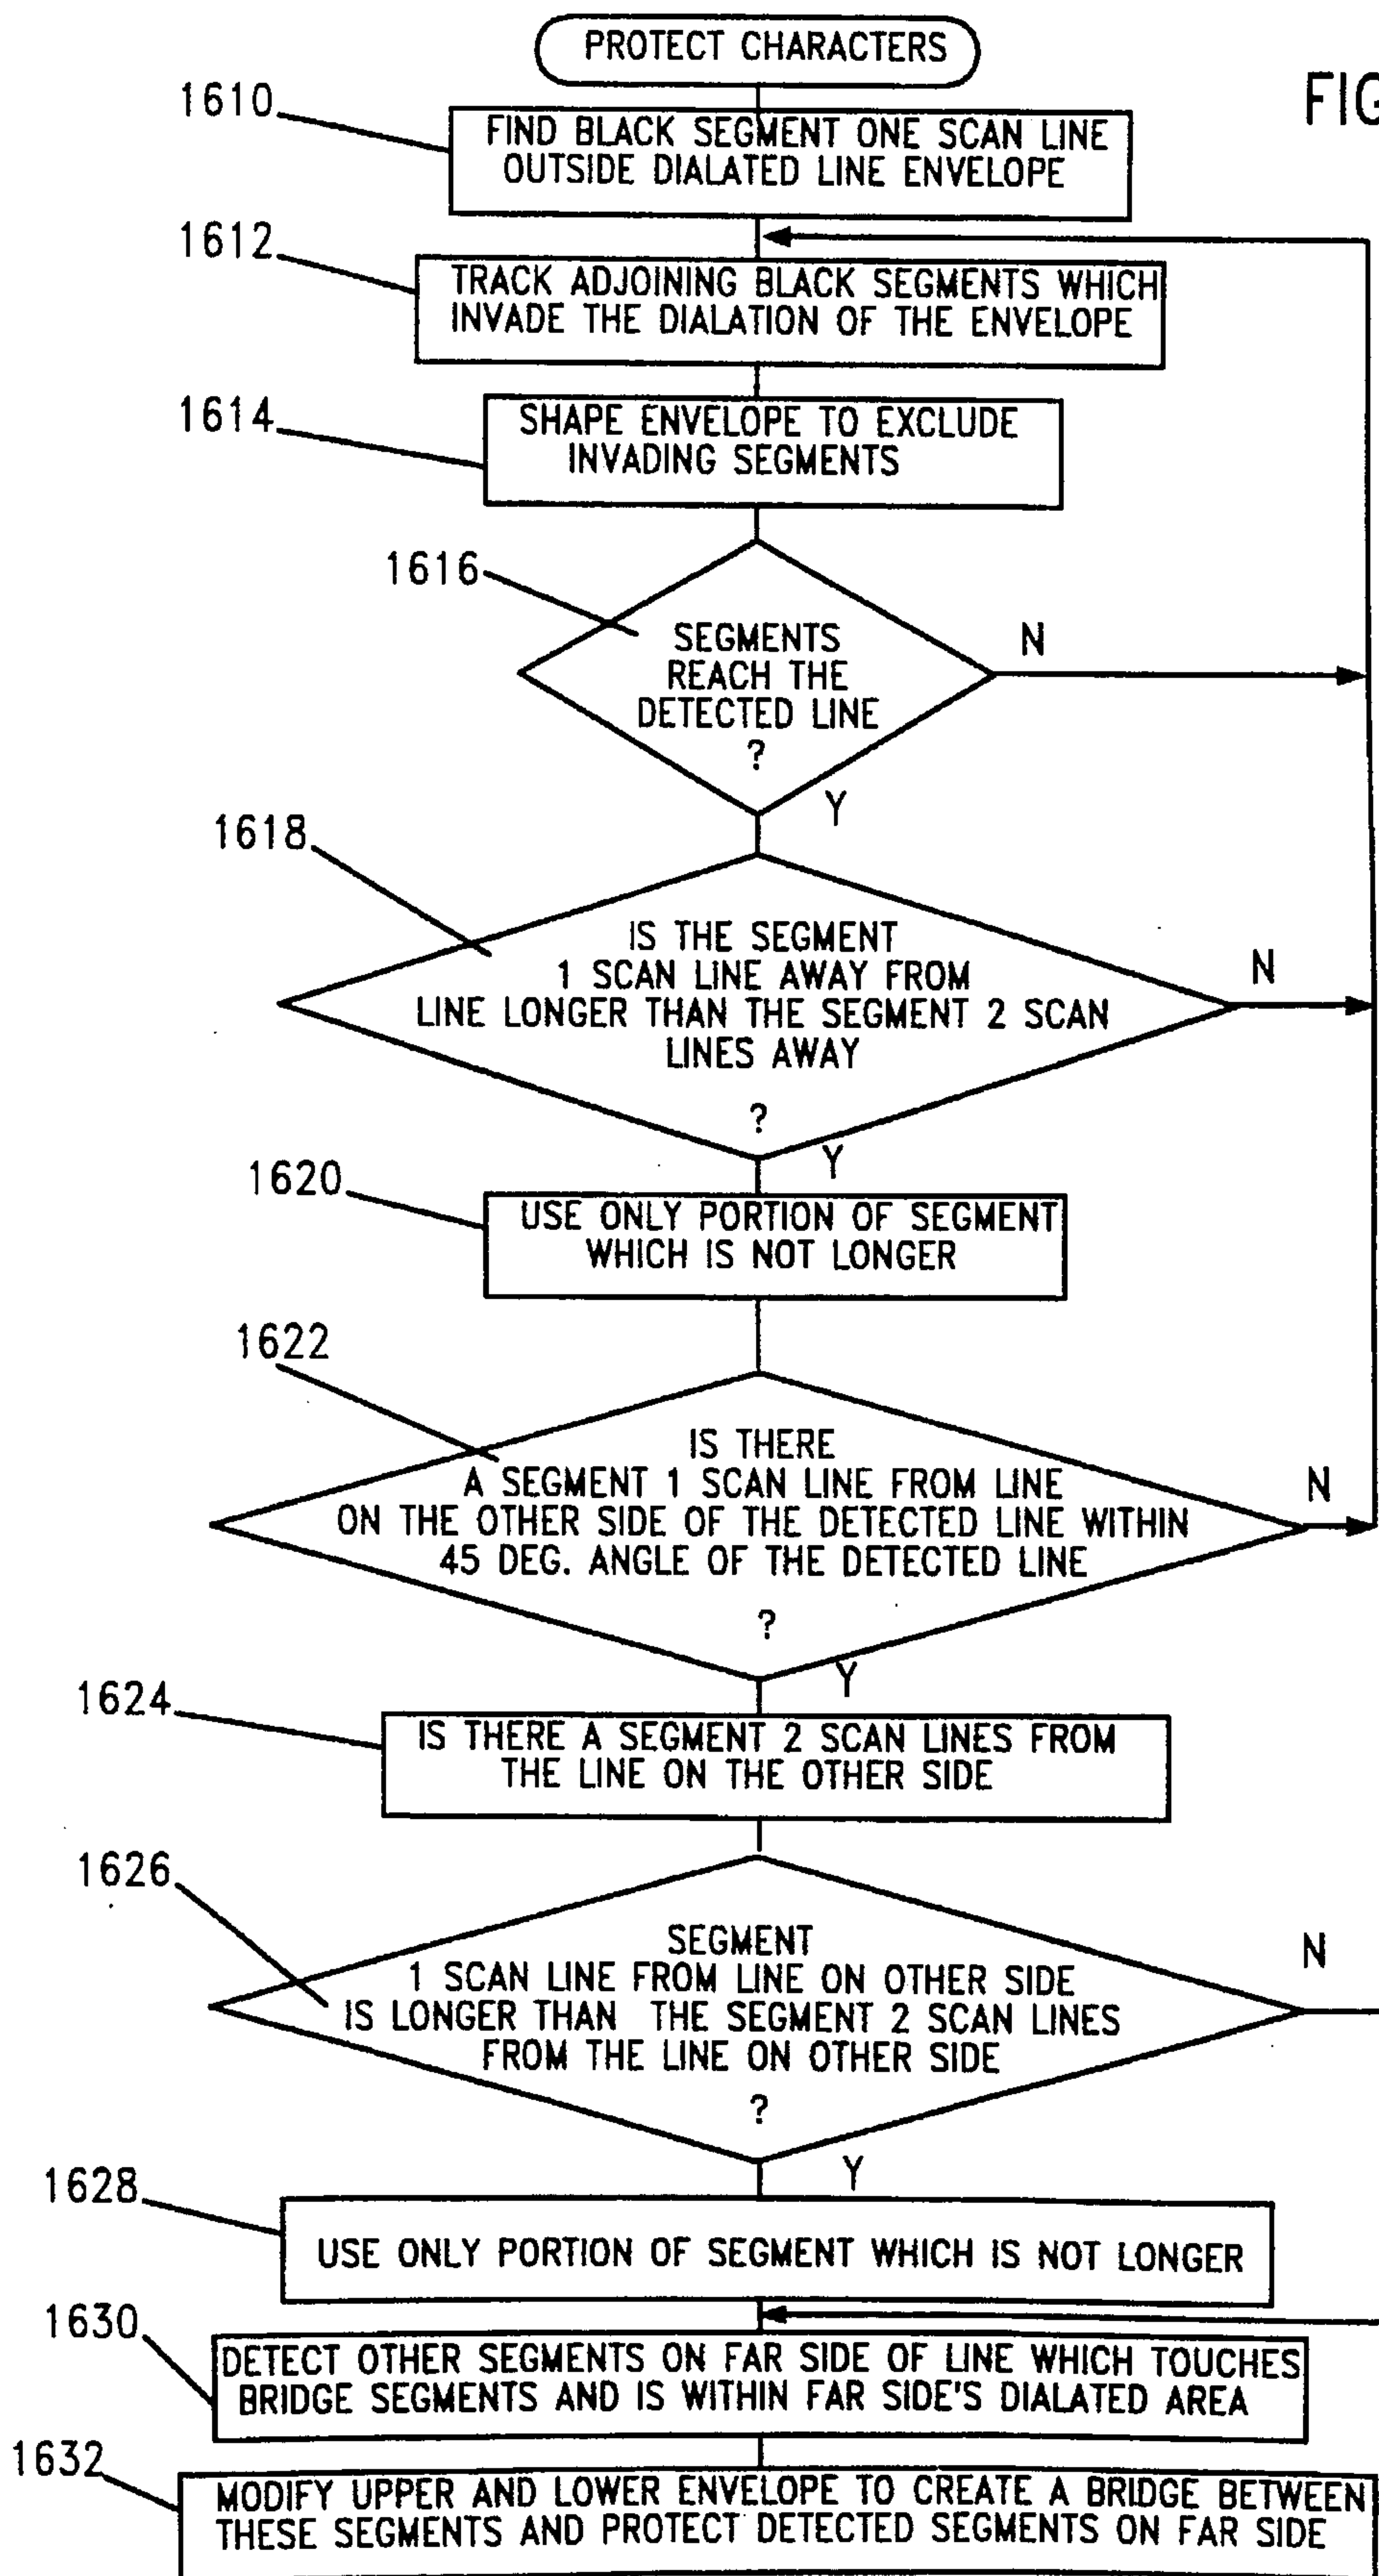 PROTECT CHARACTERS
FIG
1610
FIND BLACK SEGMENT ONE SCAN LINE
OUTSIDE DIALATED LINE ENVELOPE
1612
TRACK ADJOINING BLACK SEGMENTS WHICH
INVADE THE DIALATION OF THE ENVELOPE
1614
SHAPE ENVELOPE TO EXCLUDE
INVADING SEGMENTS
1616
SEGMENTS
REACH THE
DETECTED LINE
?
N
Y
1618
IS THE SEGMENT
1 SCAN LINE AWAY FROM
LINE LONGER THAN THE SEGMENT 2 SCAN
LINES AWAY
?
N
Y
1620
USE ONLY PORTION OF SEGMENT
WHICH IS NOT LONGER
1622
IS THERE
A SEGMENT 1 SCAN LINE FROM LINE
ON THE OTHER SIDE OF THE DETECTED LINE WITHIN
45 DEG. ANGLE OF THE DETECTED LINE
?
N
Y
1624
IS THERE A SEGMENT 2 SCAN LINES FROM
THE LINE ON THE OTHER SIDE
1626
SEGMENT
1 SCAN LINE FROM LINE ON OTHER SIDE
IS LONGER THAN THE SEGMENT 2 SCAN LINES
FROM THE LINE ON OTHER SIDE
?
N
Y
1628
USE ONLY PORTION OF SEGMENT WHICH IS NOT LONGER
1630
DETECT OTHER SEGMENTS ON FAR SIDE OF LINE WHICH TOUCHES
BRIDGE SEGMENTS AND IS WITHIN FAR SIDE'S DIALATED AREA
1632
MODIFY UPPER AND LOWER ENVELOPE TO CREATE A BRIDGE BETWEEN
THESE SEGMENTS AND PROTECT DETECTED SEGMENTS ON FAR SIDE